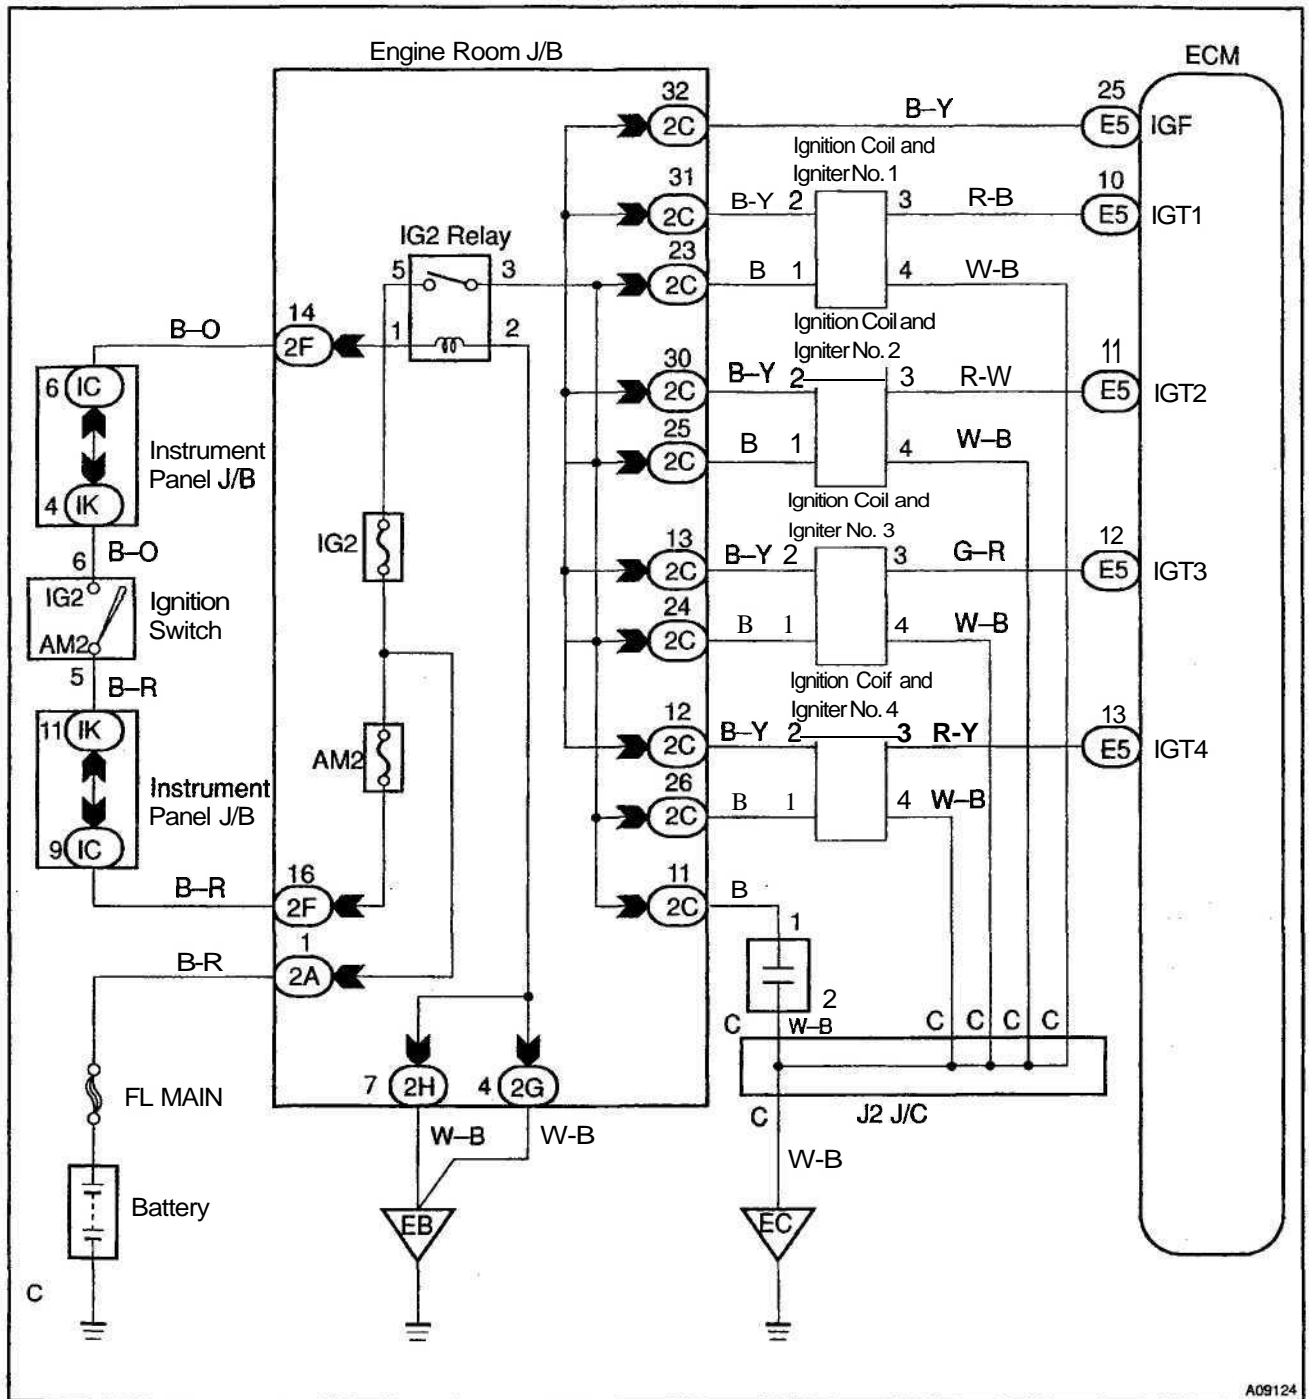 Engine Room J/B
ECM
32
2C
B–Y
25
E5
IGF
Ignition Coil and
Igniter No. 1
31
2C
B-Y
2
3
R-B
10
E5
IGT1
IG2 Relay
5
3
23
2C
B
1
4
W-B
14
2F
B–O
1
2
Ignition Coil and
Igniter No. 2
30
2C
B–Y
2
3
R-W
11
E5
IGT2
6
IC
Instrument
Panel J/B
4
IK
25
2C
B
1
4
W–B
Ignition Coil and
Igniter No. 3
IG2
13
2C
B–Y
2
3
G–R
12
E5
IGT3
6
B–O
IG2
AM2
Ignition
Switch
5
B–R
24
2C
B
1
4
W–B
Ignition Coif and
Igniter No. 4
11
IK
Instrument
Panel J/B
9
IC
AM2
12
2C
B–Y
2
3
R-Y
13
E5
IGT4
26
2C
B
1
4
W–B
B–R
16
2F
11
2C
B
1
2
B-R
1
2A
C
W–B
C
C
C
C
FL MAIN
7
2H
4
2G
W–B
W-B
C
J2 J/C
W-B
Battery
EB
EC
C
A09124